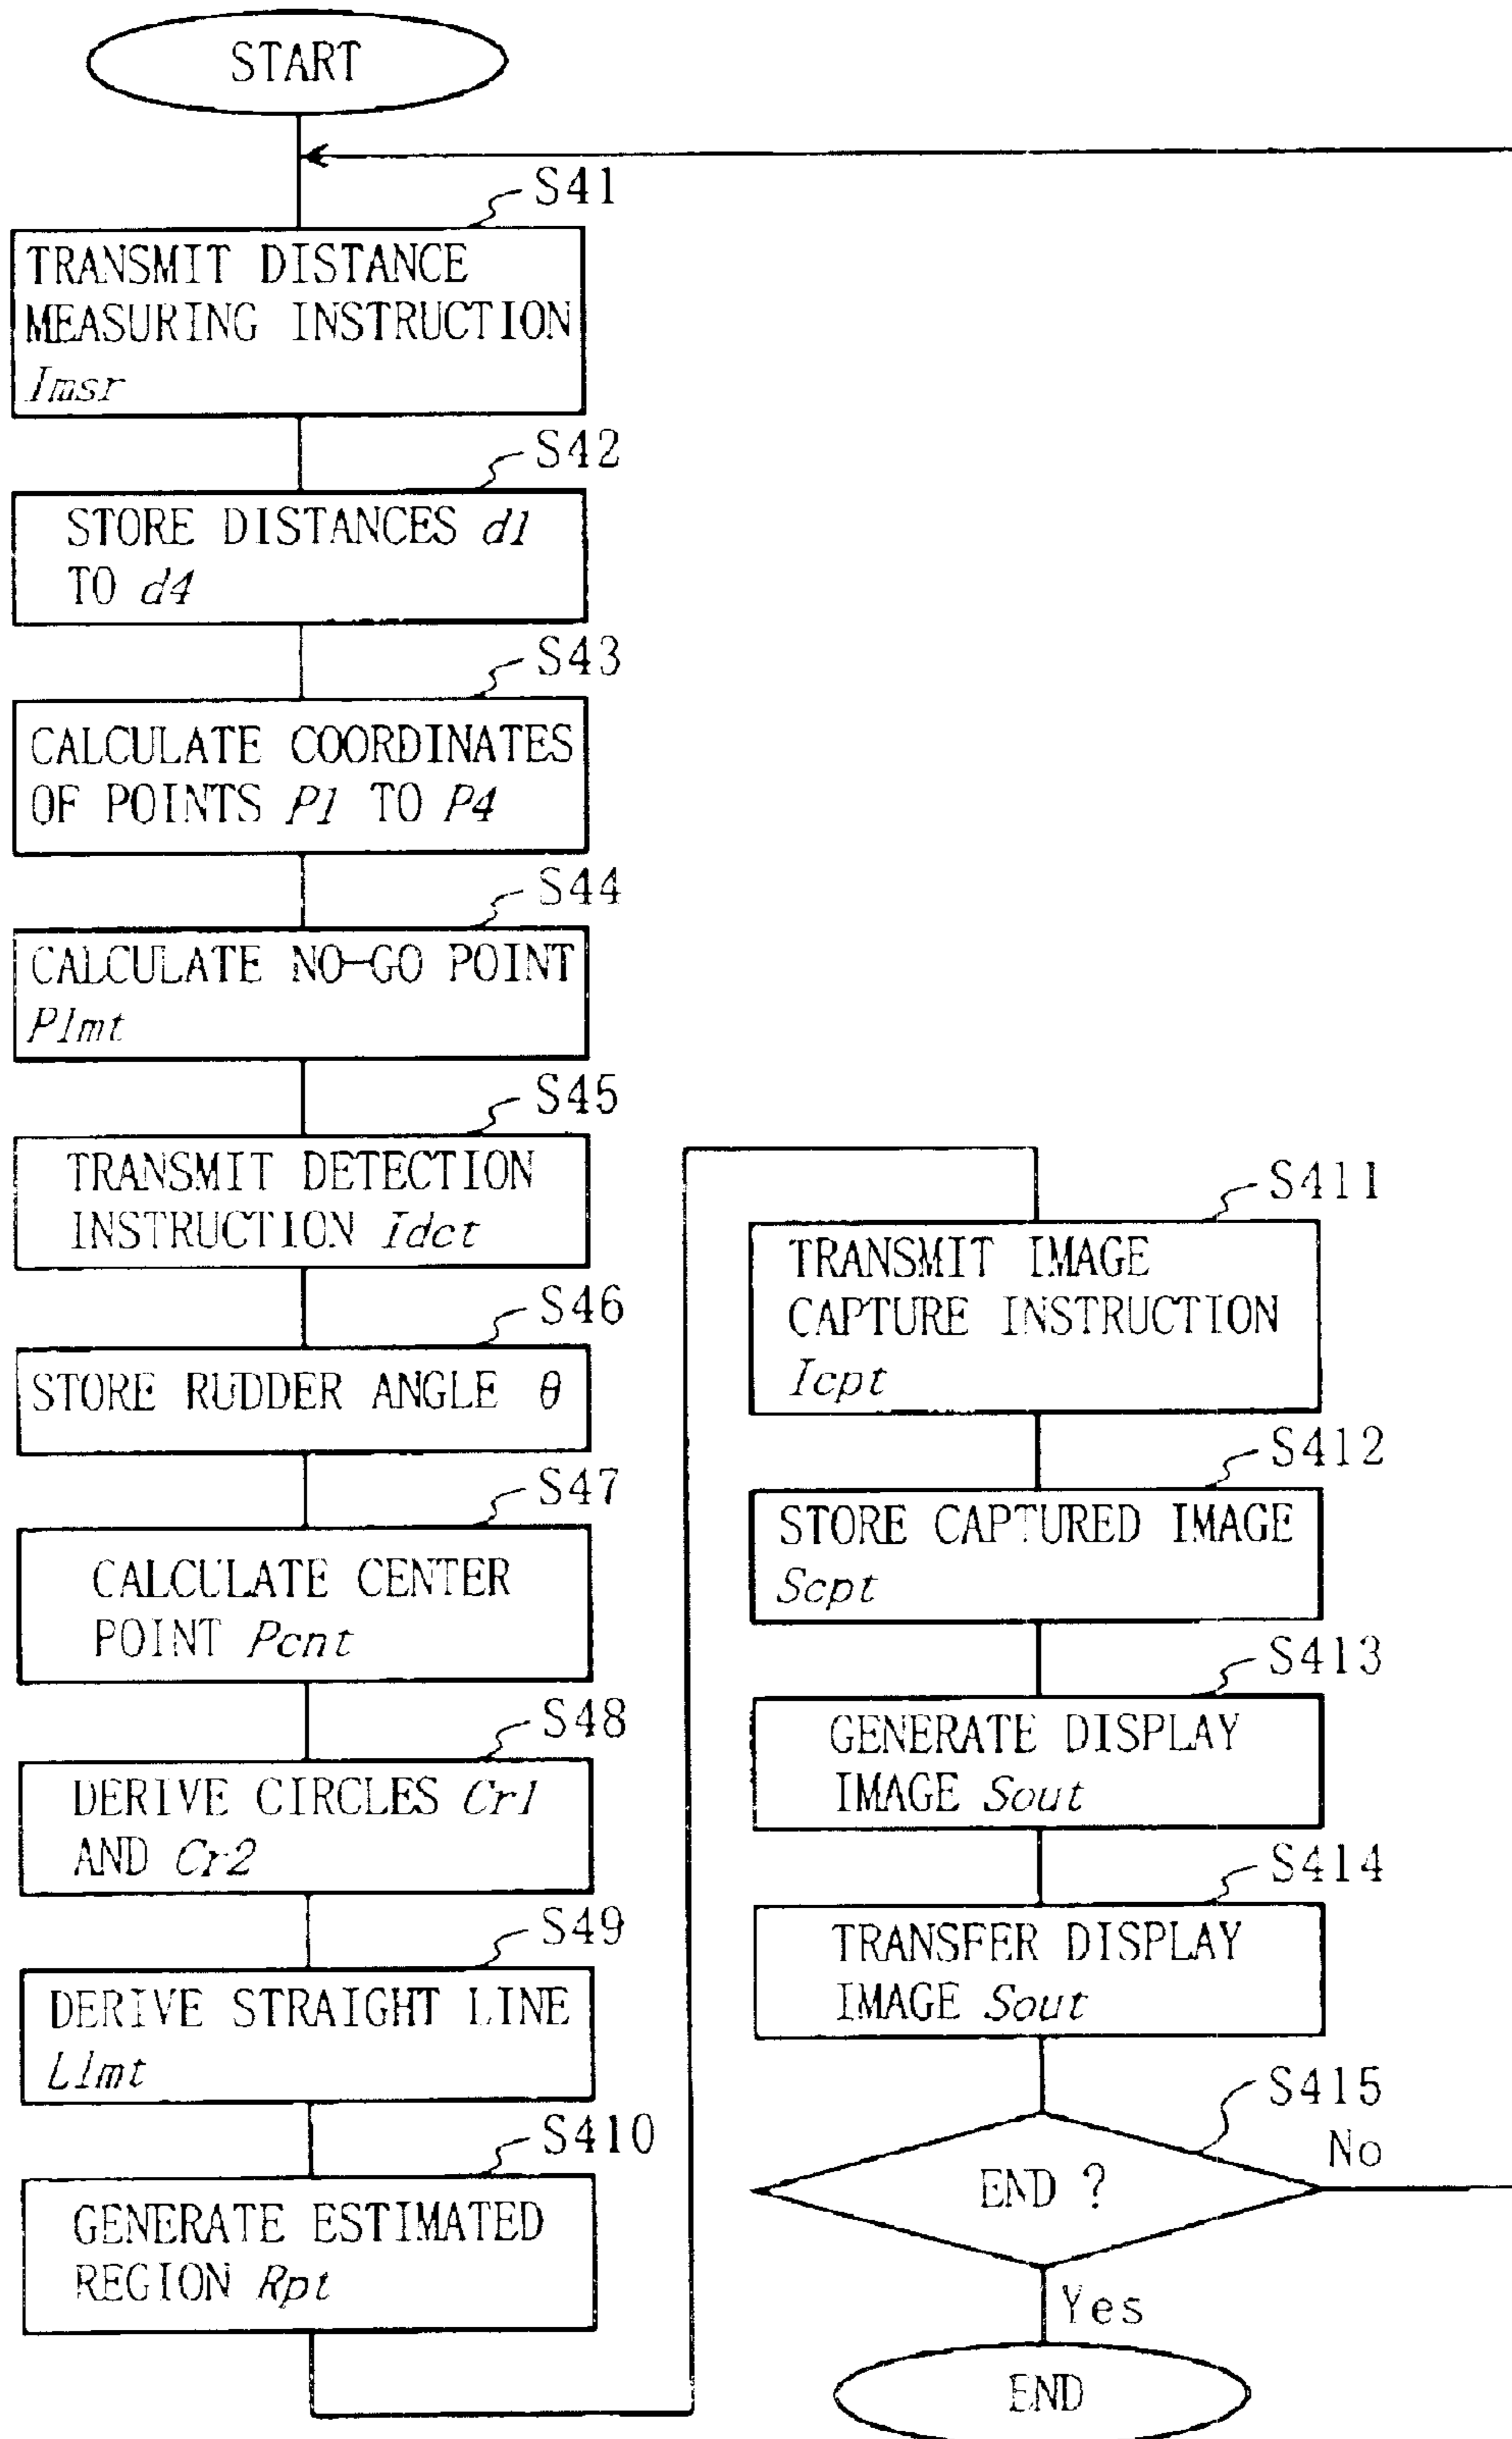 START
S41
TRANSMIT DISTANCE
MEASURING INSTRUCTION
Imsr
S42
STORE DISTANCES d1
TO d4
S43
CALCULATE COORDINATES
OF POINTS P1 TO P4
S44
CALCULATE NO-GO POINT
Plmt
S45
TRANSMIT DETECTION
INSTRUCTION Idct
S46
STORE RUDDER ANGLE θ
S47
CALCULATE CENTER
POINT Pcnt
S48
DERIVE CIRCLES Cr1
AND Cr2
S49
DERIVE STRAIGHT LINE
Llmt
S410
GENERATE ESTIMATED
REGION Rpt
S411
TRANSMIT IMAGE
CAPTURE INSTRUCTION
Icpt
S412
STORE CAPTURED IMAGE
Scpt
S413
GENERATE DISPLAY
IMAGE Sout
S414
TRANSFER DISPLAY
IMAGE Sout
S415
No
END ?
Yes
END